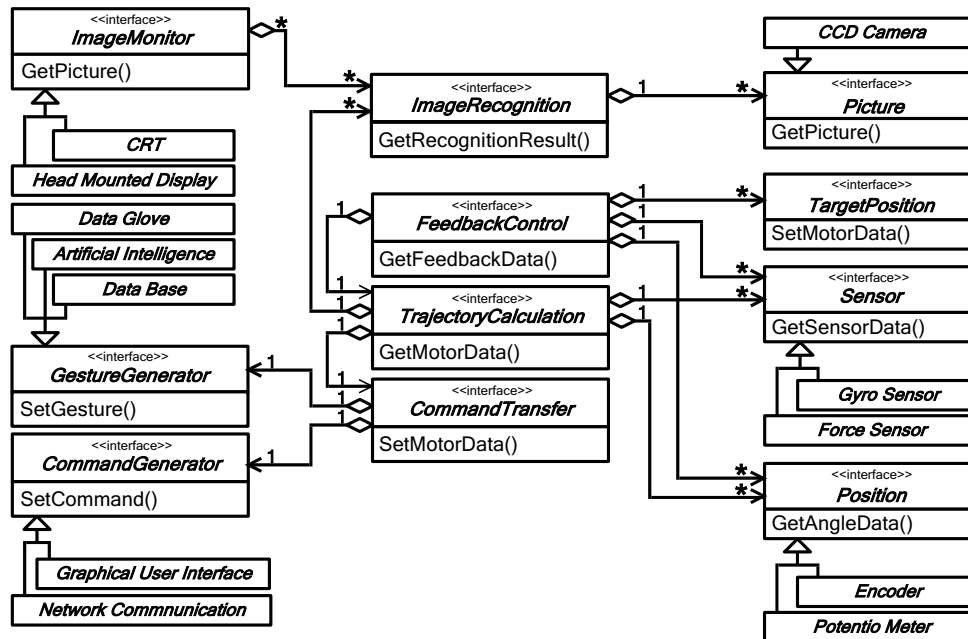 <<interface>>
ImageMonitor
GetPicture()
*
CRT
Head Mounted Display
Data Glove
Artificial Intelligence
Data Base
<<interface>>
GestureGenerator
SetGesture()
1
<<interface>>
CommandGenerator
SetCommand()
1
Graphical User Interface
Network Commnunication
*
*
<<interface>>
ImageRecognition
GetRecognitionResult()
1
*
1
<<interface>>
FeedbackControl
GetFeedbackData()
1
1
1
1
1
<<interface>>
TrajectoryCalculation
GetMotorData()
1
1
1
1
1
1
<<interface>>
CommandTransfer
SetMotorData()
CCD Camera
<<interface>>
Picture
GetPicture()
*
<<interface>>
TargetPosition
SetMotorData()
*
*
<<interface>>
Sensor
GetSensorData()
Gyro Sensor
Force Sensor
*
*
<<interface>>
Position
GetAngleData()
Encoder
Potentio Meter